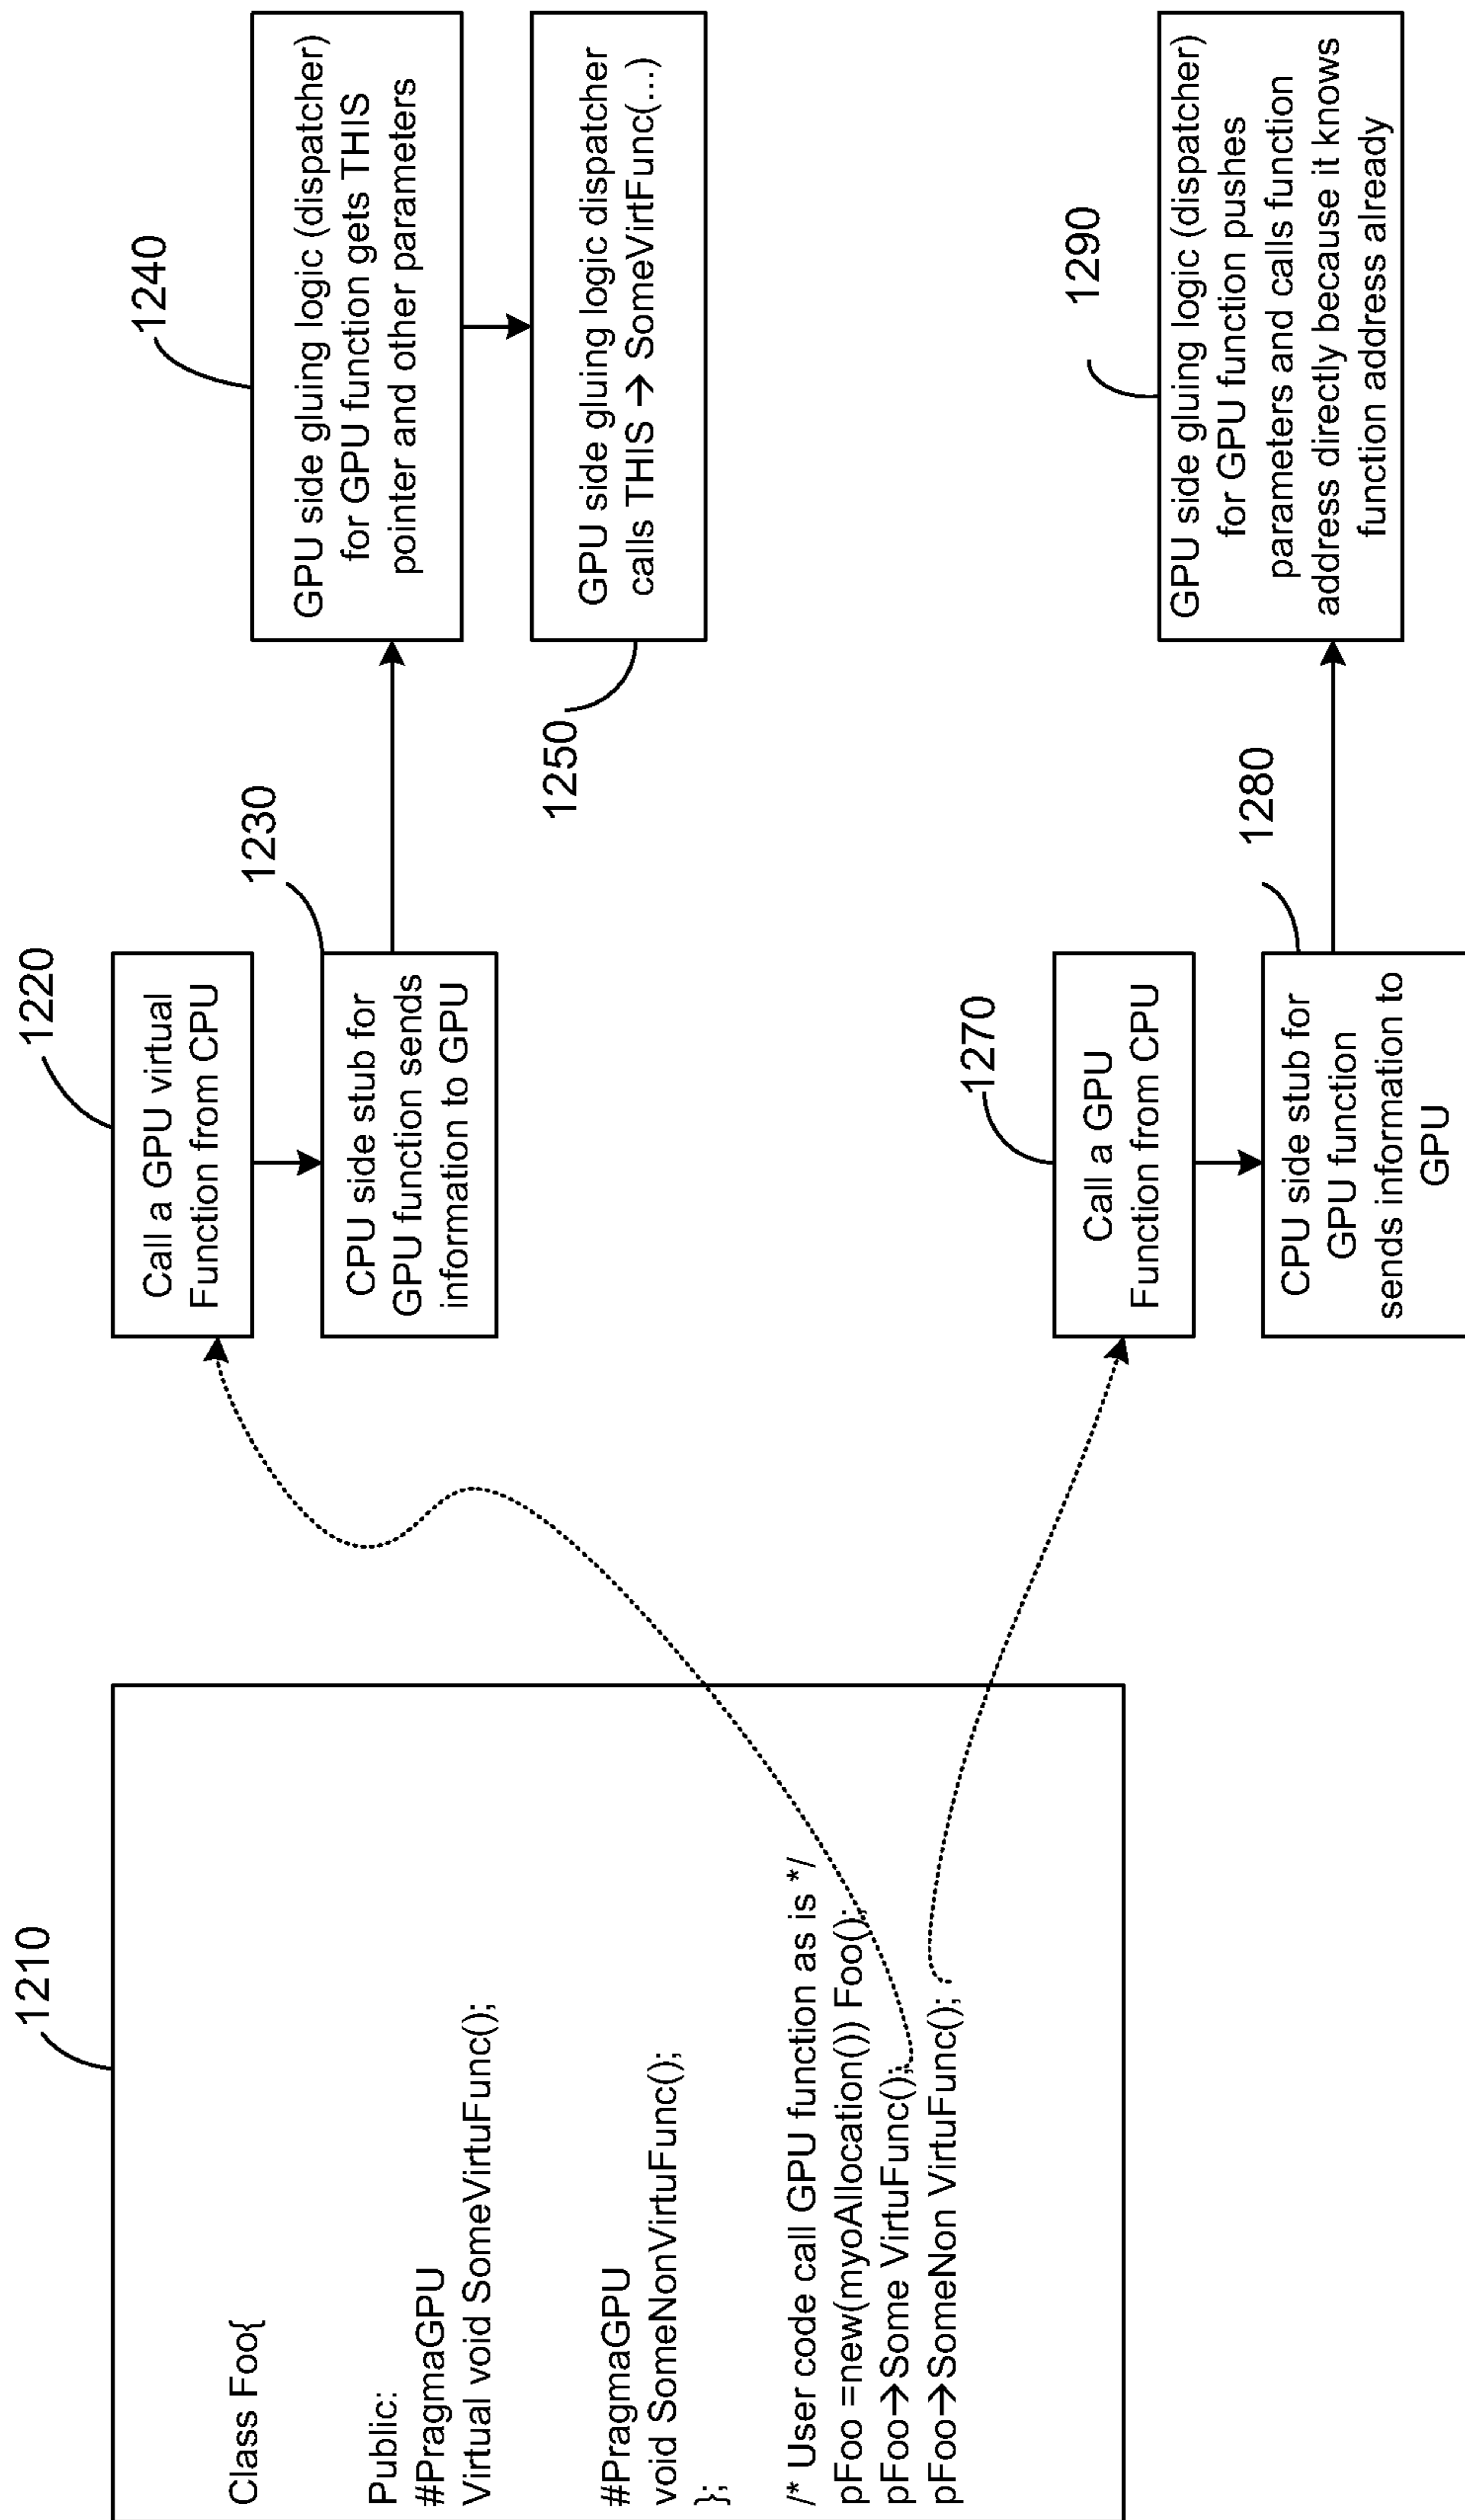 1210
Class Foo{
Public:
#PragmaGPU
Virtual void SomeVirtuFunc();
#PragmaGPU
void SomeNonVirtuFunc();
};
/* User code call GPU function as is */
pFoo =new(myoAllocation()) Foo();
pFoo→Some VirtuFunc();
pFoo→SomeNon VirtuFunc();
1220
Call a GPU virtual
Function from CPU
1230
CPU side stub for
GPU function sends
information to GPU
1240
GPU side gluing logic (dispatcher)
for GPU function gets THIS
pointer and other parameters
1250
GPU side gluing logic dispatcher
calls THIS → SomeVirtFunc(...)
1270
Call a GPU
Function from CPU
1280
CPU side stub for
GPU function
sends information to
GPU
1290
GPU side gluing logic (dispatcher)
for GPU function pushes
parameters and calls function
address directly because it knows
function address already